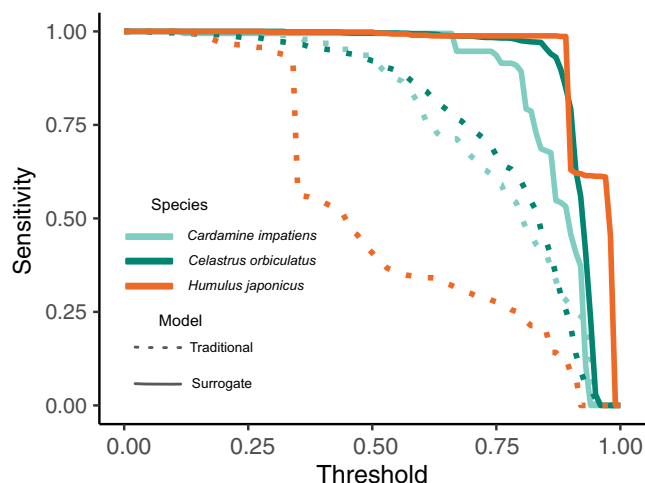 1.00
0.75
0.50
0.25
0.00
Sensitivity
Species
Cardamine impatiens
Celastrus orbiculatus
Humulus japonicus
Model
Traditional
Surrogate
0.00 0.25 0.50 0.75 1.00
Threshold